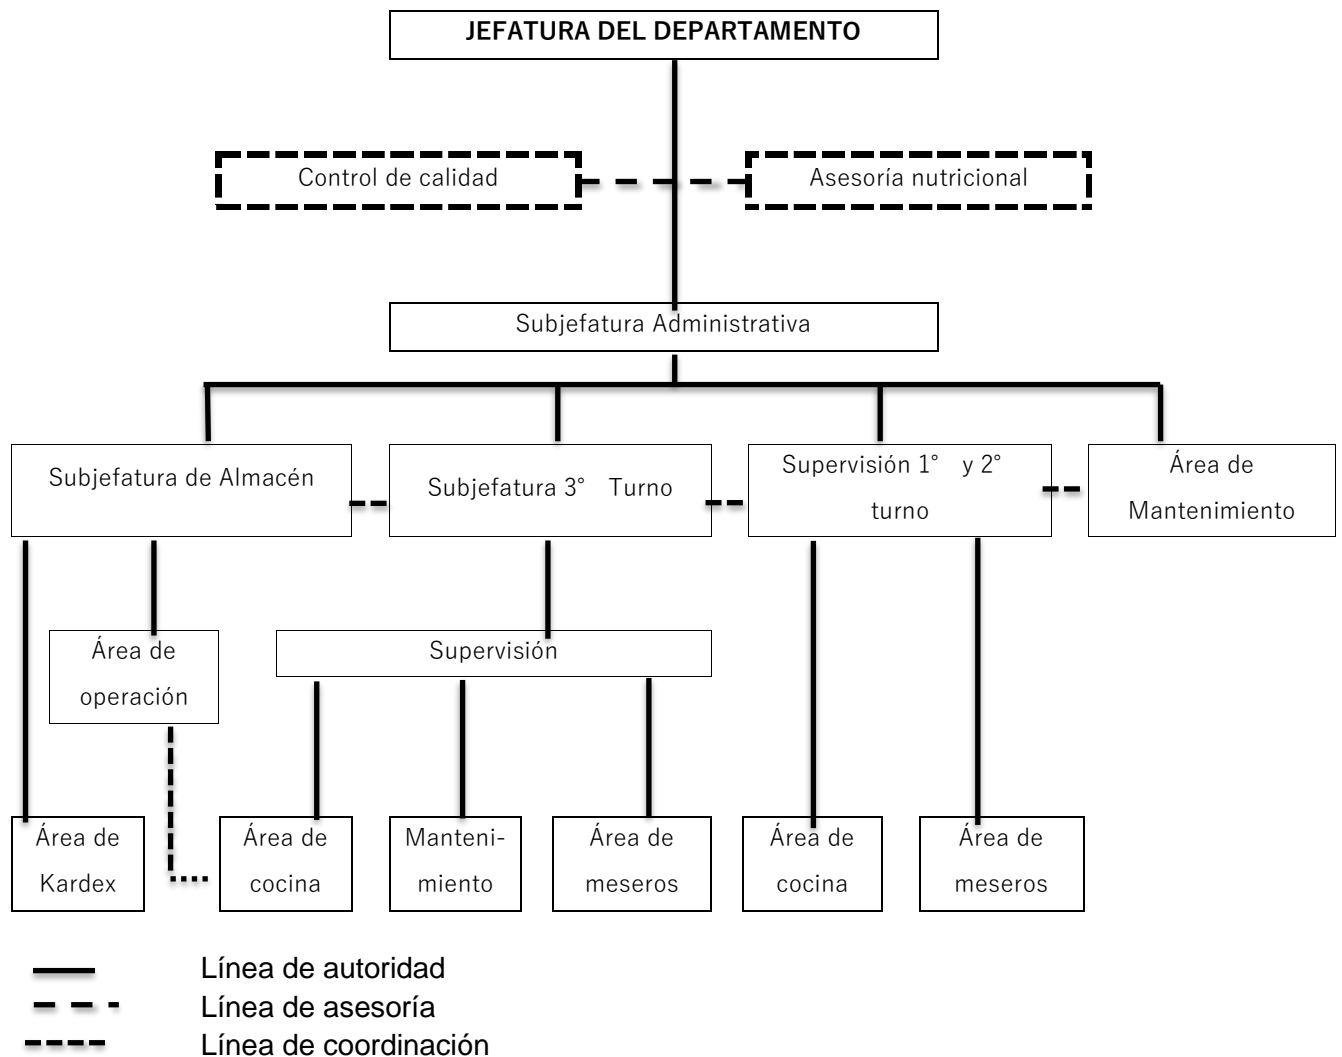 JEFATURA DEL DEPARTAMENTO
Control de calidad
Asesoría nutricional
Subjefatura Administrativa
Subjefatura de Almacén
Subjefatura 3° Turno
Supervisión 1° y 2°
turno
Área de
Mantenimiento
Área de
operación
Supervisión
Área de
Kardex
Área de
cocina
Manteni-
miento
Área de
meseros
Área de
cocina
Área de
meseros
Línea de autoridad
Línea de asesoría
Línea de coordinación